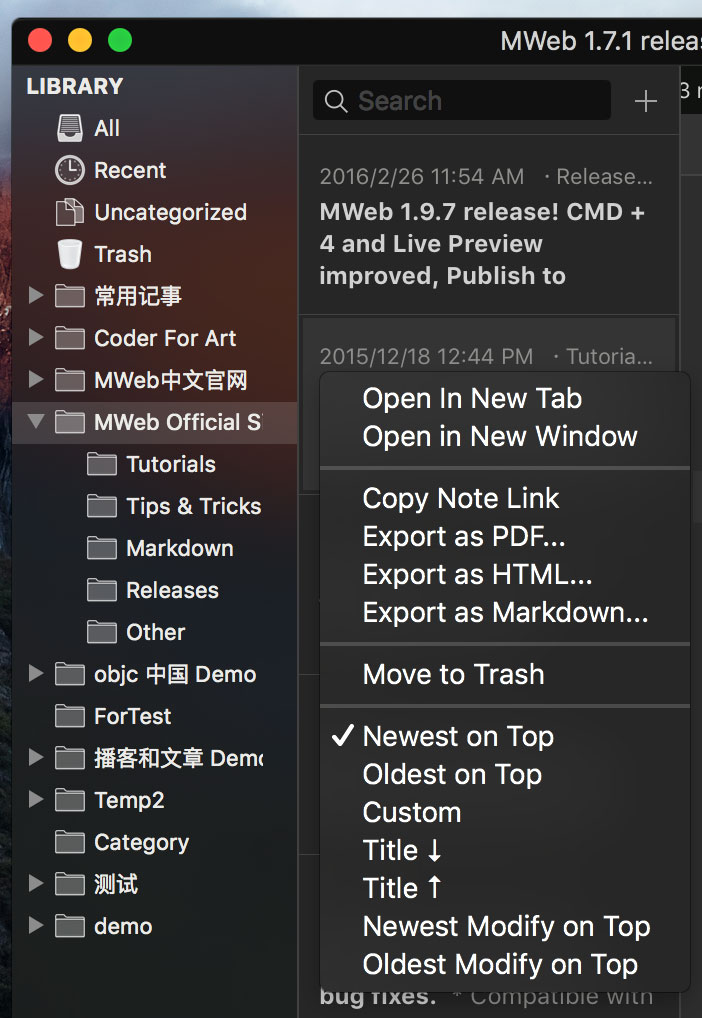 MWeb 1.7.1 relea
LIBRARY
All
Recent
Uncategorized
Trash
常用记事
Coder For Art
MWeb中文官网
MWeb Official S
Tutorials
Tips & Tricks
Markdown
Releases
Other
objc 中国 Demo
ForTest
播客和文章 Demo
Temp2
Category
测试
demo
Search
3
2016/2/26 11:54 AM · Release...
MWeb 1.9.7 release! CMD +
4 and Live Preview
improved, Publish to
2015/12/18 12:44 PM · Tutoria...
Open In New Tab
Open in New Window
Copy Note Link
Export as PDF...
Export as HTML...
Export as Markdown...
Move to Trash
✓ Newest on Top
Oldest on Top
Custom
Title ↓
Title ↑
Newest Modify on Top
Oldest Modify on Top
bug fixes. * Compatible with